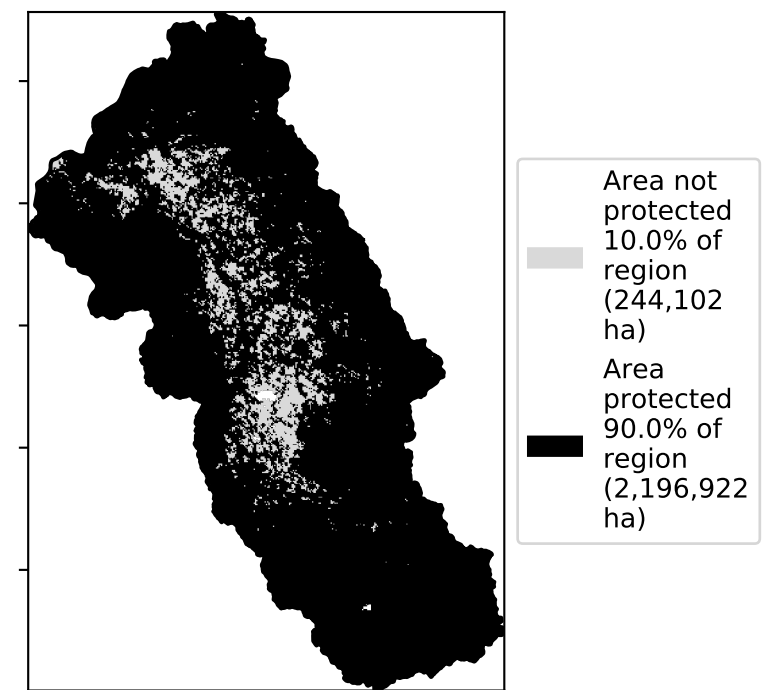 Area not
protected
10.0% of
region
(244,102
ha)
Area
protected
90.0% of
region
(2,196,922
ha)